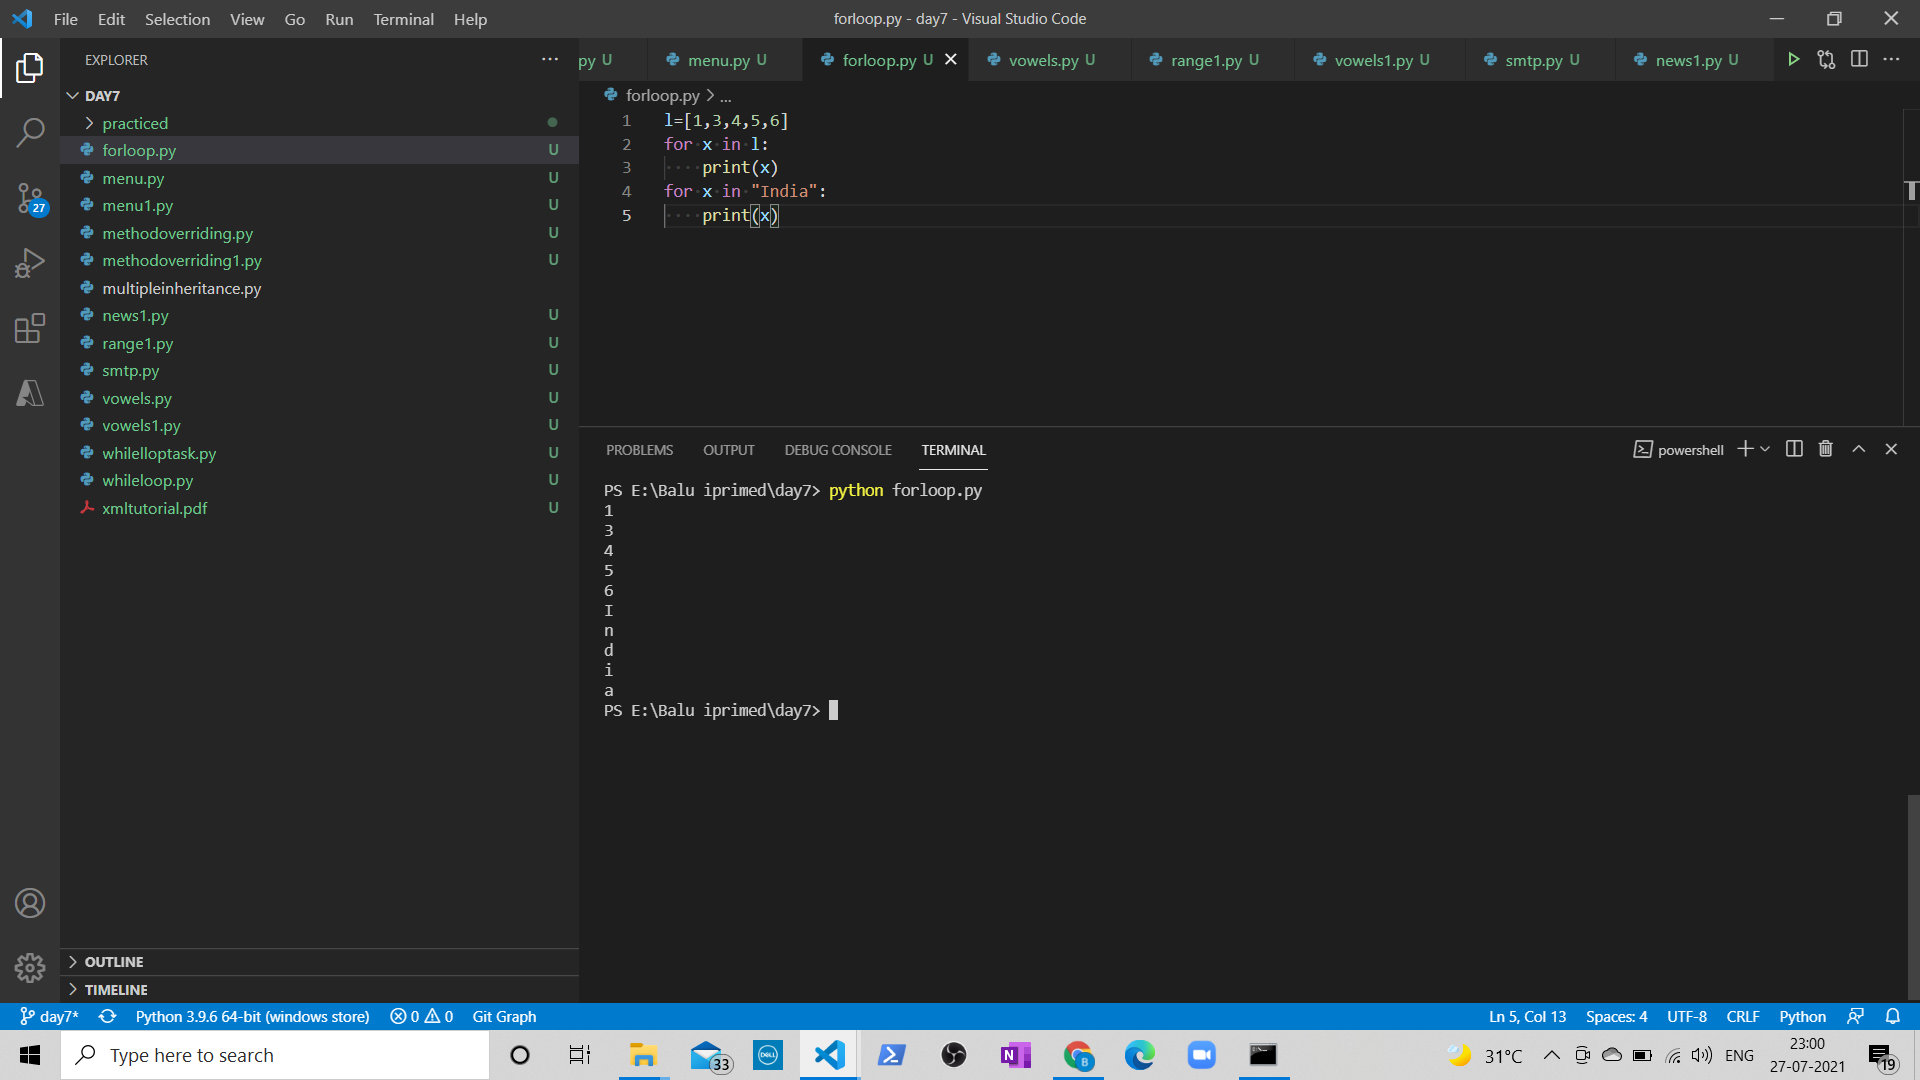 File Edit Selection View Go Run Terminal Help
forloop.py - day7 - Visual Studio Code
EXPLORER
DAY7
practiced
forloop.py U
menu.py U
menu1.py U
methodoverriding.py U
methodoverriding1.py U
multipleinheritance.py
news1.py U
range1.py U
smtp.py U
vowels.py U
vowels1.py U
whilelloptask.py U
whileloop.py U
xmltutorial.pdf U
OUTLINE
TIMELINE
27
py U menu.py U forloop.py U vowels.py U range1.py U vowels1.py U smtp.py U news1.py U
forloop.py > ...
1 l=[1,3,4,5,6]
2 for x in l:
3 print(x)
4 for x in "India":
5 print(x)
PROBLEMS OUTPUT DEBUG CONSOLE TERMINAL
powershell
PS E:\Balu iprimed\day7> python forloop.py
1
3
4
5
6
I
n
d
i
a
PS E:\Balu iprimed\day7>
day7* Python 3.9.6 64-bit (windows store) 0 0 Git Graph
Ln 5, Col 13 Spaces: 4 UTF-8 CRLF Python
Type here to search
33
DELL
N
B
31°C
ENG
23:00
27-07-2021
19